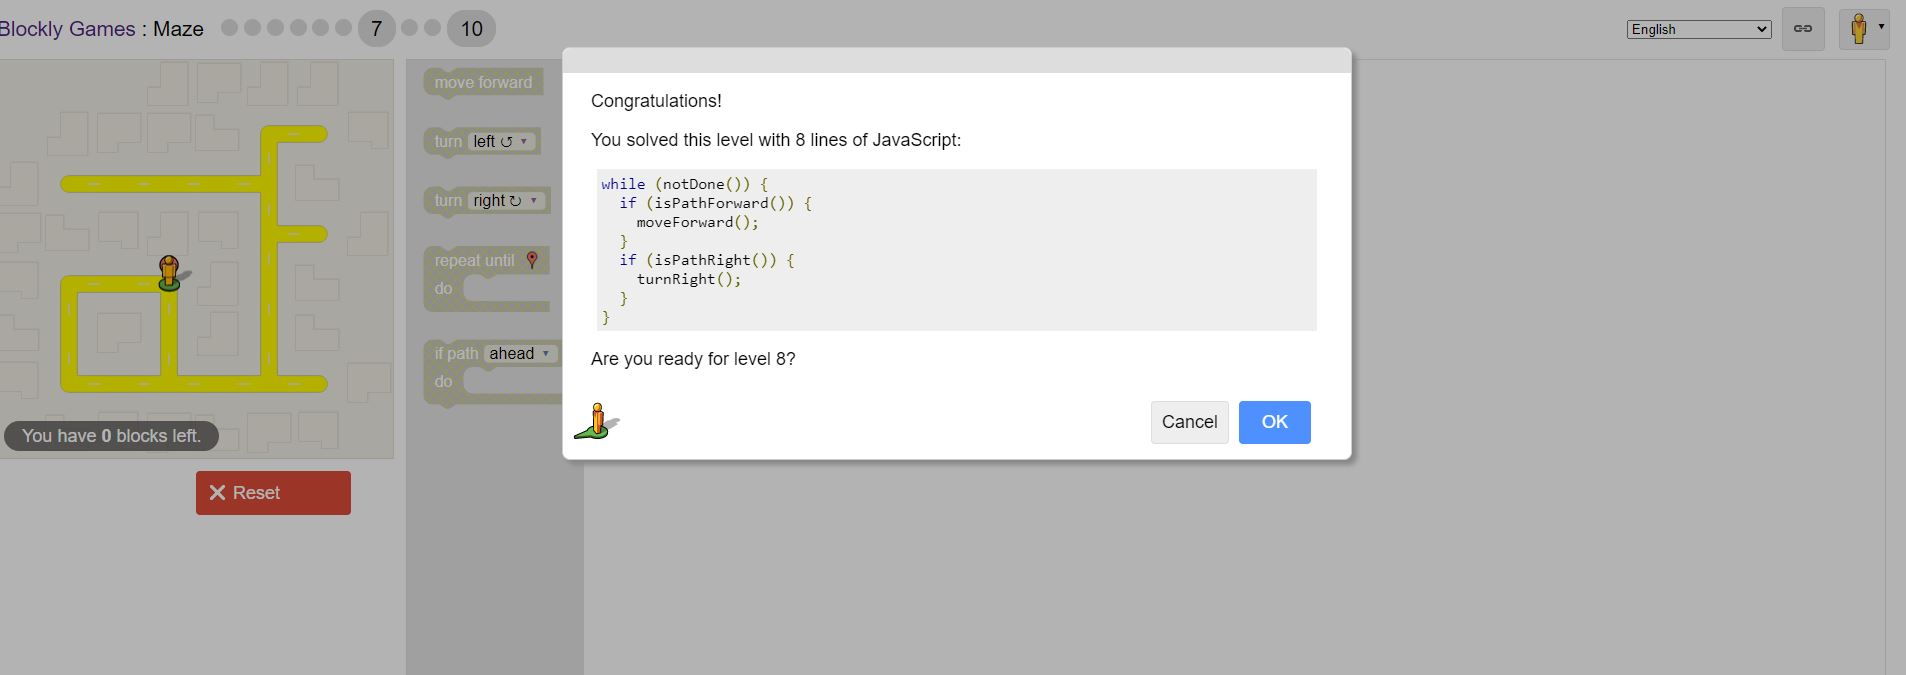 Blockly Games : Maze 7 10
English
move forward
turn left ↺ ▾
turn right ↻ ▾
repeat until
do
if path ahead ▾
do
You have 0 blocks left.
Reset
Congratulations!
You solved this level with 8 lines of JavaScript:
while (notDone()) {
if (isPathForward()) {
moveForward();
}
if (isPathRight()) {
turnRight();
}
}
Are you ready for level 8?
Cancel OK